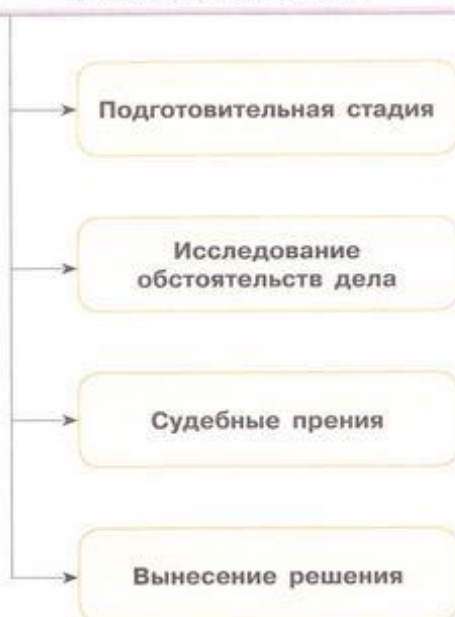 Подготовительная стадия
Исследование
обстоятельств дела
Судебные прения
Вынесение решения